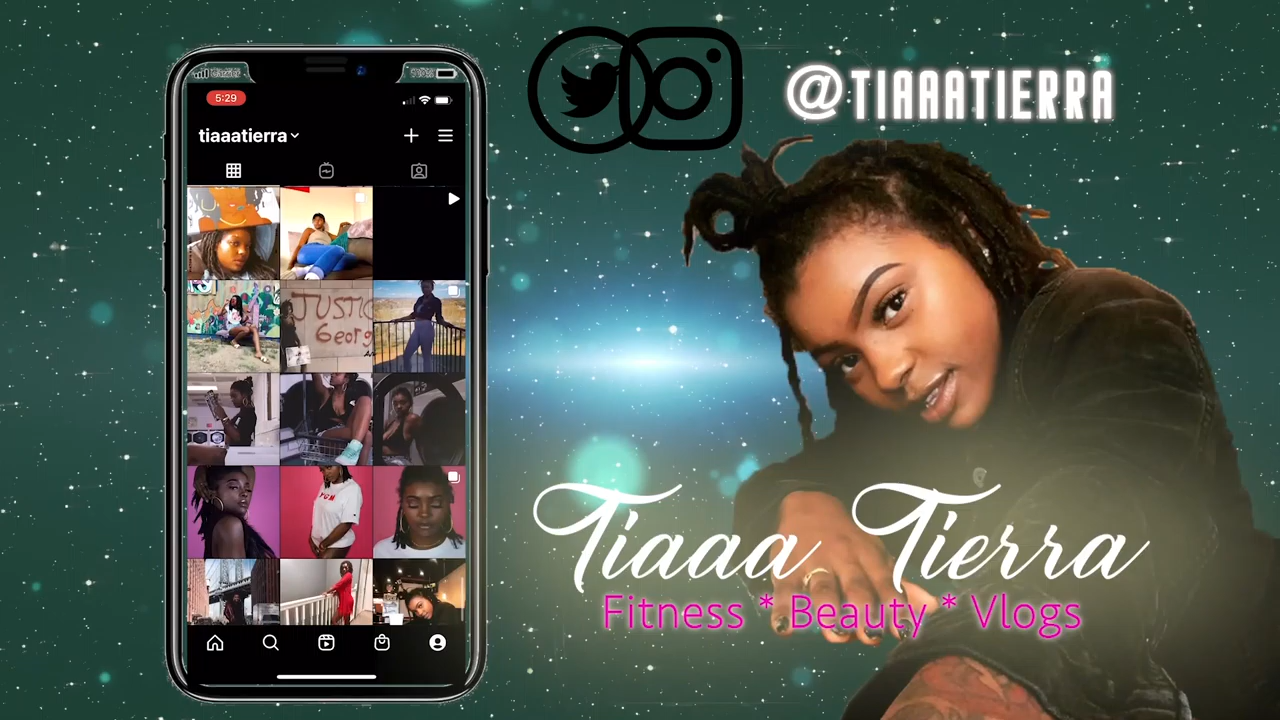 5:29
tiaaatierra
@TIAAATIERRA
JUSTIC
Georg
Tiaaa Tierra
Fitness * Beauty * Vlogs